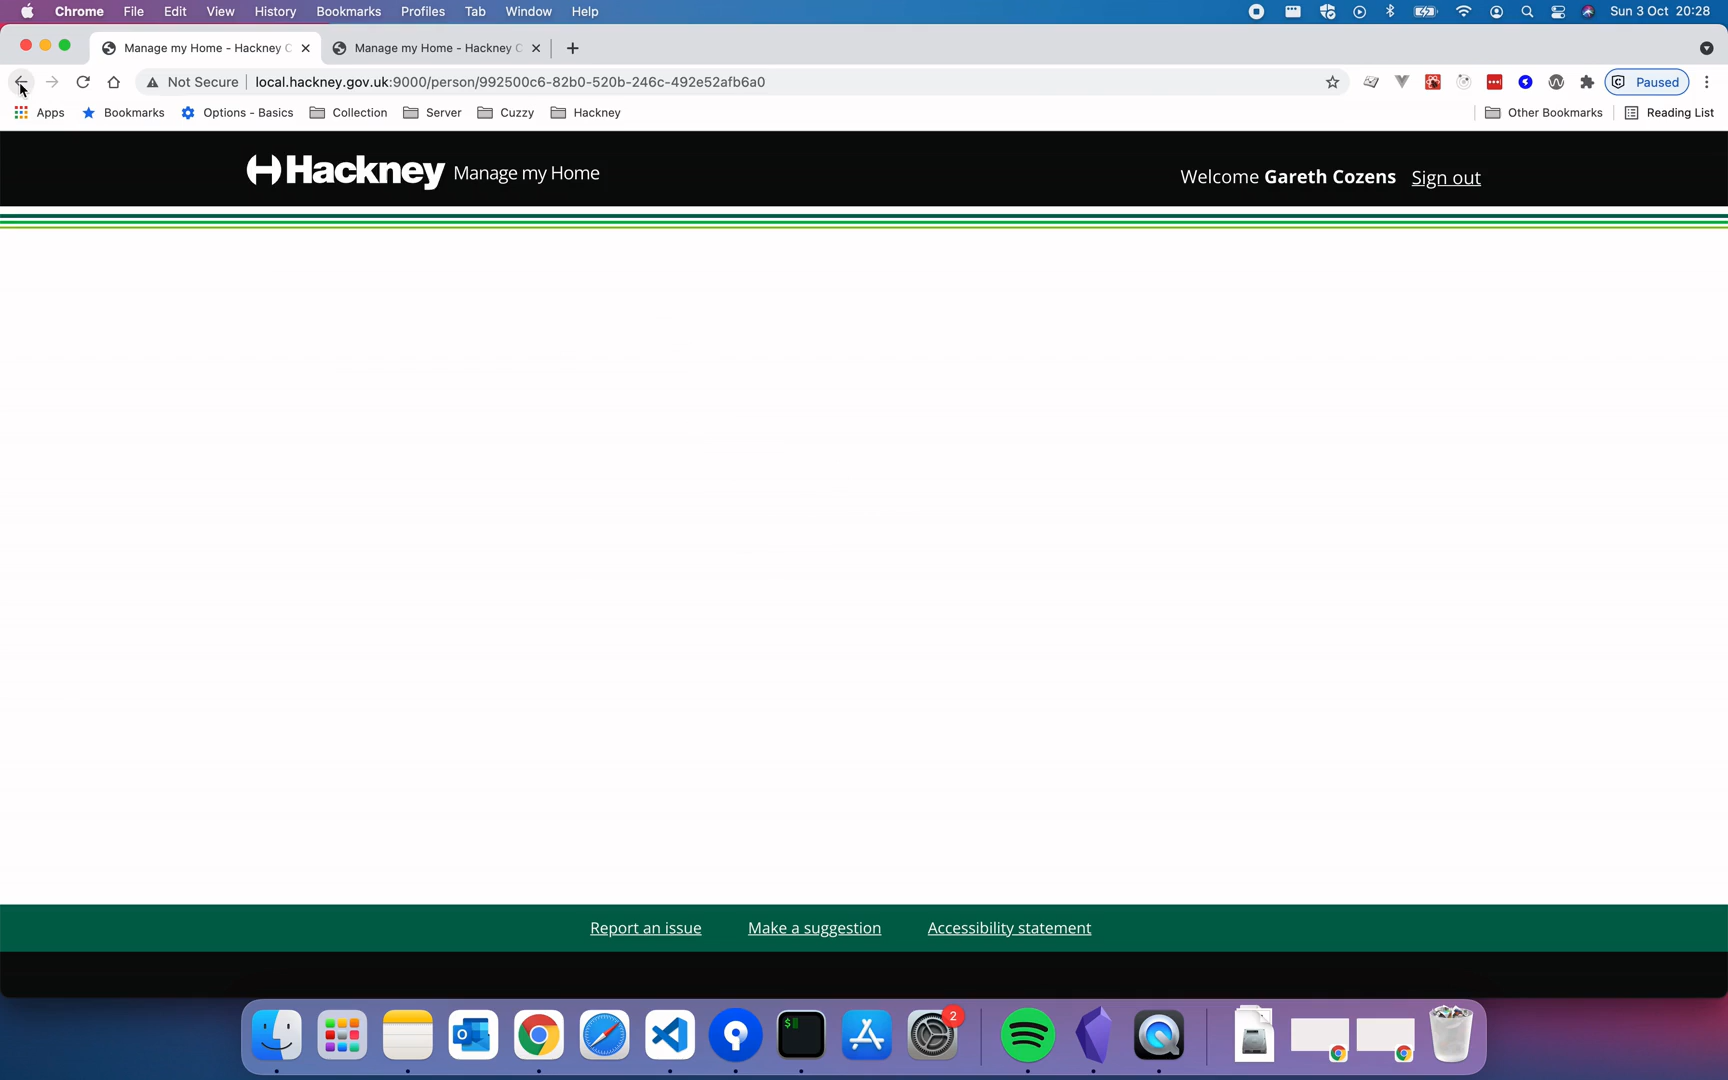 Chrome File Edit View History Bookmarks Profiles Tab Window Help Sun 3 Oct 20:28
Manage my Home - Hackney C Manage my Home - Hackney C
Not Secure local.hackney.gov.uk:9000/person/992500c6-82b0-520b-246c-492e52afb6a0 Paused
Apps Bookmarks Options - Basics Collection Server Cuzzy Hackney Other Bookmarks Reading List
Hackney Manage my Home Welcome Gareth Cozens Sign out
Report an issue Make a suggestion Accessibility statement
2
$